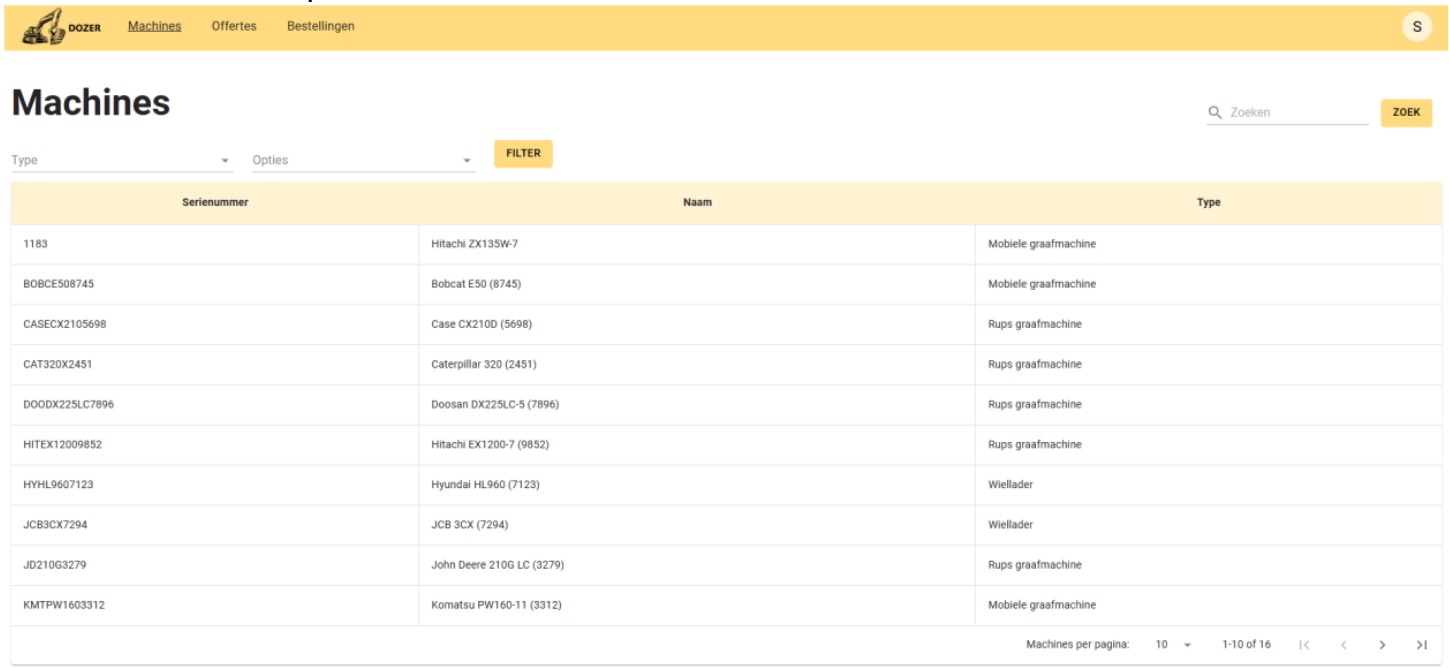 DOZER Machines Offertes Bestellingen S
Machines
Zoeken ZOEK
Type Opties FILTER
Serienummer Naam Type
1183 Hitachi ZX135W-7 Mobiele graafmachine
BOBCE508745 Bobcat E50 (8745) Mobiele graafmachine
CASECX2105698 Case CX210D (5698) Rups graafmachine
CAT320X2451 Caterpillar 320 (2451) Rups graafmachine
DOODX225LC7896 Doosan DX225LC-5 (7896) Rups graafmachine
HITEX12009852 Hitachi EX1200-7 (9852) Rups graafmachine
HYHL9607123 Hyundai HL960 (7123) Wiellader
JCB3CX7294 JCB 3CX (7294) Wiellader
JD210G3279 John Deere 210G LC (3279) Rups graafmachine
KMTPW1603312 Komatsu PW160-11 (3312) Mobiele graafmachine
Machines per pagina: 10 1-10 of 16